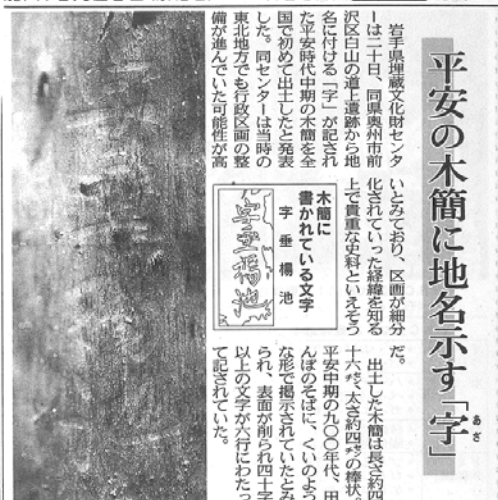 平安の木簡に地名示す「字」
あざ
岩手県埋蔵文化財センタ
ーは二十日、同県奥州市前
沢区白山の道上遺跡から地
名に付ける「字」が記され
た平安時代中期の木簡を全
国で初めて出土したと発表
した。同センターは当時の
東北地方でも行政区画の整
備が進んでいた可能性が高
いとみており、区画が細分
化されていった経緯を知る
上で貴重な史料といえそう
だ。
木簡に
書かれている文字
字垂楊池
字垂楊池
出土した木簡は長さ約四
十六㌢、太さ約四㌢の棒状。
平安中期の九〇〇年代、田
んぼのそばに、くいのよう
な形で掲示されていたとみ
られ、表面が削られ四十字
以上の文字が六行にわたっ
て記されていた。